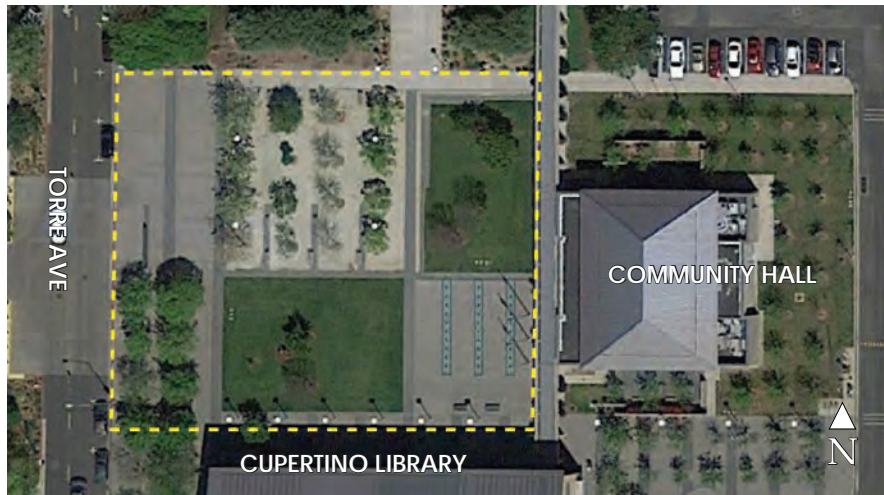 TORRE AVE
COMMUNITY HALL
CUPERTINO LIBRARY
N